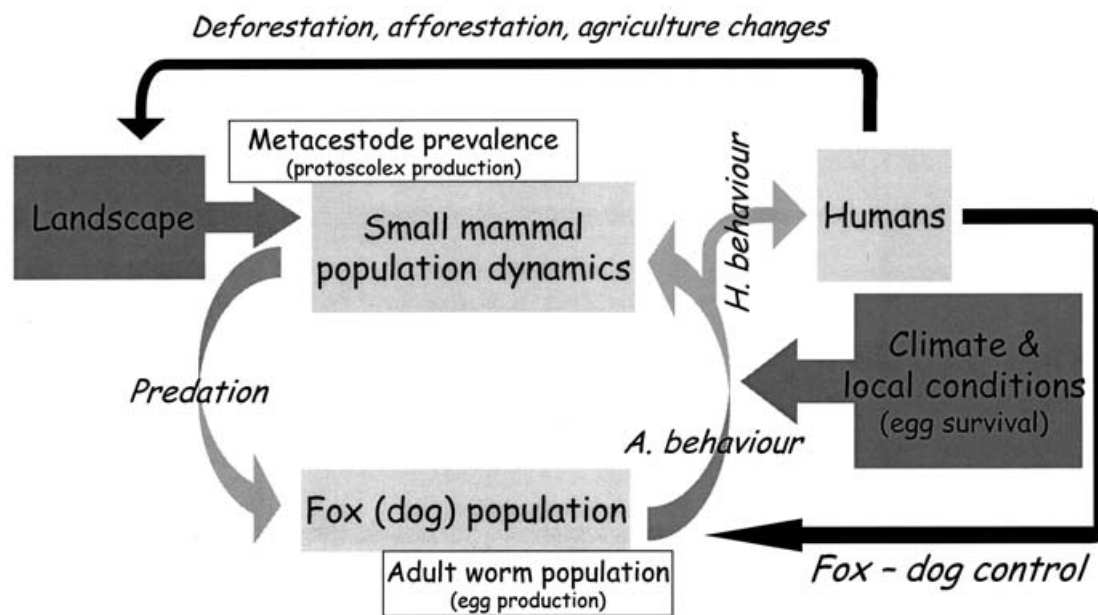 Deforestation, afforestation, agriculture changes
Metacestode prevalence
(protoscolex production)
Landscape
Small mammal
population dynamics
H. behaviour
Humans
Predation
Climate &
local conditions
(egg survival)
A. behaviour
Fox (dog) population
Adult worm population
(egg production)
Fox – dog control